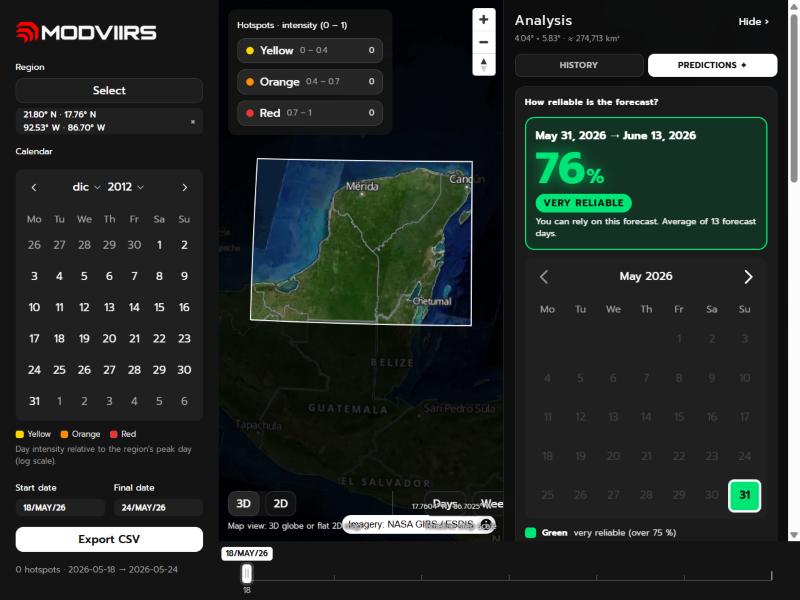 MODVIIRS
Region
Select
21.80° N · 17.76° N
92.53° W · 86.70° W
×
Calendar
dic 2012
Mo Tu We Th Fr Sa Su
26 27 28 29 30 1 2
3 4 5 6 7 8 9
10 11 12 13 14 15 16
17 18 19 20 21 22 23
24 25 26 27 28 29 30
31 1 2 3 4 5 6
Yellow Orange Red
Day intensity relative to the region's peak day
(log scale).
Start date Final date
18/MAY/26 24/MAY/26
Export CSV
0 hotspots · 2026-05-18 → 2026-05-24
Hotspots · intensity (0 – 1)
Yellow 0 – 0.4 0
Orange 0.4 – 0.7 0
Red 0.7 – 1 0
Mérida
Cancún
Chetumal
BELIZE
GUATEMALA
San Pedro Sula
Tapachula
EL SALVADOR
3D 2D Days Wee
Map view: 3D globe or flat 2D
Imagery: NASA GIBS / ESDIS
18/MAY/26
18
Analysis
Hide ›
4.04° • 5.83° · ≈ 274,713 km²
HISTORY PREDICTIONS ✦
How reliable is the forecast?
May 31, 2026 → June 13, 2026
76%
VERY RELIABLE
You can rely on this forecast. Average of 13 forecast
days.
May 2026
Mo Tu We Th Fr Sa Su
1 2 3
4 5 6 7 8 9 10
11 12 13 14 15 16 17
18 19 20 21 22 23 24
25 26 27 28 29 30 31
Green very reliable (over 75 %)